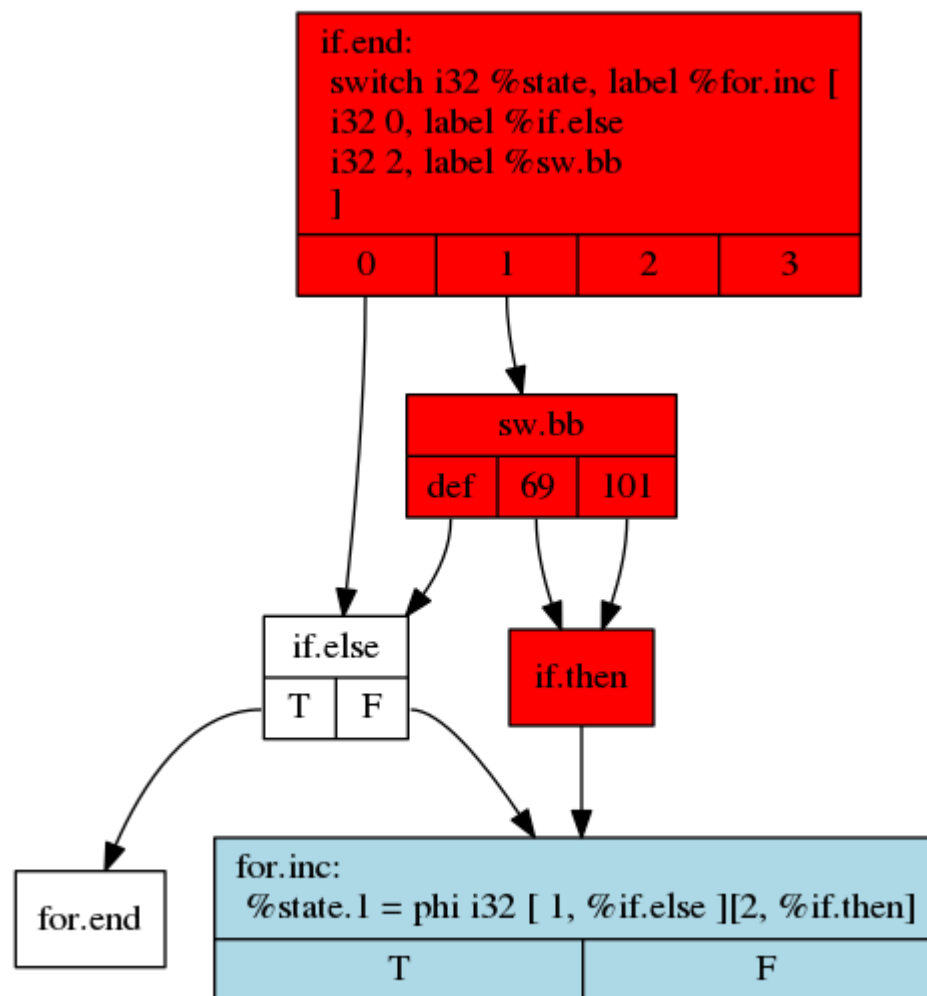 if.end:
switch i32 %state, label %for.inc [
i32 0, label %if.else
i32 2, label %sw.bb
]
0 1 2 3
sw.bb
def 69 101
if.else
T F
if.then
for.end
for.inc:
%state.1 = phi i32 [ 1, %if.else ][2, %if.then]
T F